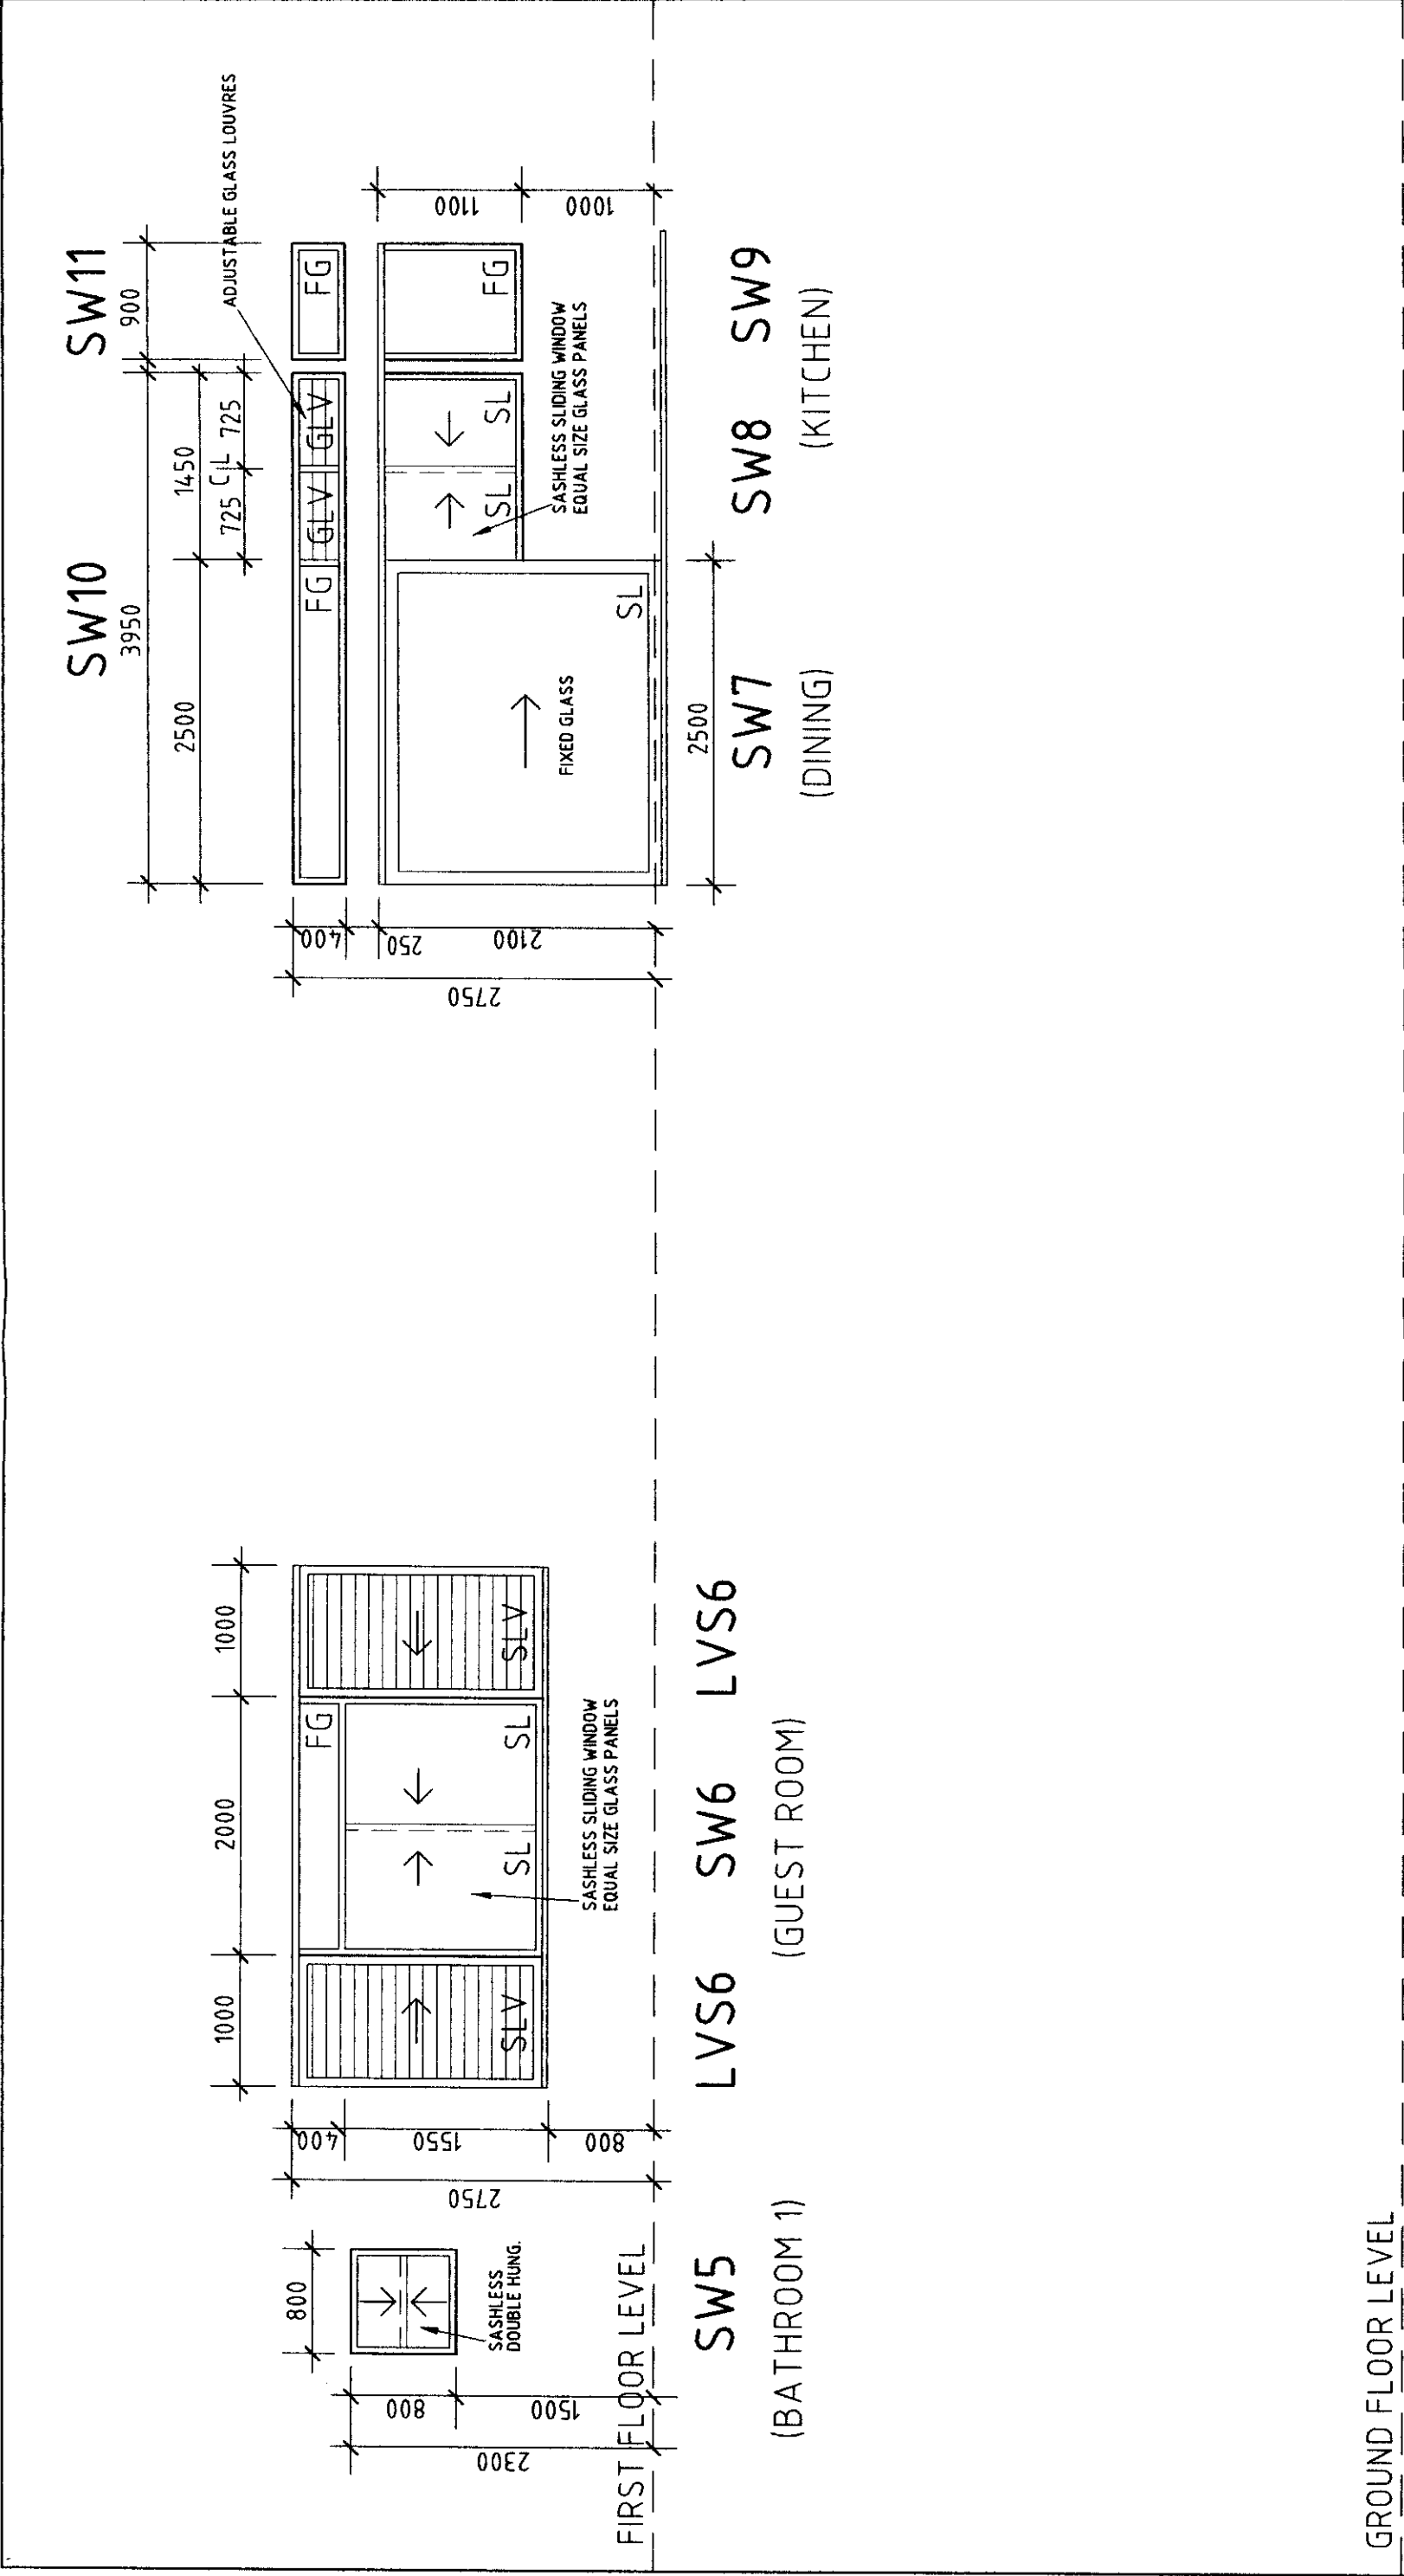 SW10
SW11
3950
900
2500
1450
725
CL
725
ADJUSTABLE GLASS LOUVRES
FG
GLV
GLV
FG
400
250
2100
2750
1100
1000
SL
SL
FG
SASHLESS SLIDING WINDOW
EQUAL SIZE GLASS PANELS
FIXED GLASS
SL
2500
SW7
SW8
SW9
(DINING)
(KITCHEN)
1000
2000
1000
FG
SLV
SL
SL
SLV
400
1550
800
2750
SASHLESS SLIDING WINDOW
EQUAL SIZE GLASS PANELS
LVS6
SW6
LVS6
(GUEST ROOM)
800
800
1500
2300
SASHLESS
DOUBLE HUNG.
FIRST FLOOR LEVEL
SW5
(BATHROOM 1)
GROUND FLOOR LEVEL